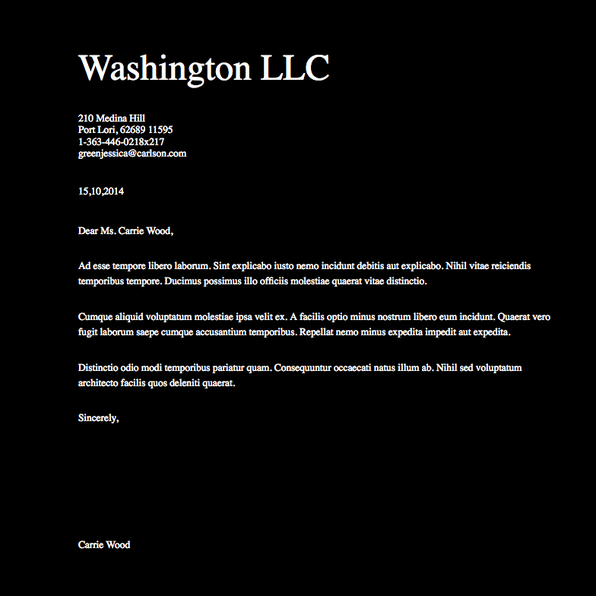 Washington LLC
210 Medina Hill
Port Lori, 62689 11595
1-363-446-0218x217
greenjessica@carlson.com
15,10,2014
Dear Ms. Carrie Wood,
Ad esse tempore libero laborum. Sint explicabo iusto nemo incidunt debitis aut explicabo. Nihil vitae reiciendis
temporibus tempore. Ducimus possimus illo officiis molestiae quaerat vitae distinctio.
Cumque aliquid voluptatum molestiae ipsa velit ex. A facilis optio minus nostrum libero eum incidunt. Quaerat vero
fugit laborum saepe cumque accusantium temporibus. Repellat nemo minus expedita impedit aut expedita.
Distinctio odio modi temporibus pariatur quam. Consequuntur occaecati natus illum ab. Nihil sed voluptatum
architecto facilis quos deleniti quaerat.
Sincerely,
Carrie Wood